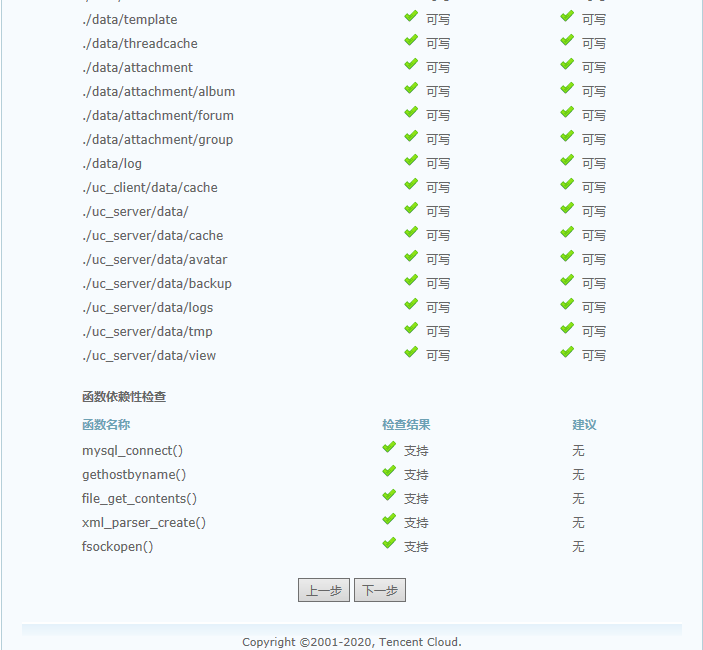 ./data/template 可写 可写
./data/threadcache 可写 可写
./data/attachment 可写 可写
./data/attachment/album 可写 可写
./data/attachment/forum 可写 可写
./data/attachment/group 可写 可写
./data/log 可写 可写
./uc_client/data/cache 可写 可写
./uc_server/data/ 可写 可写
./uc_server/data/cache 可写 可写
./uc_server/data/avatar 可写 可写
./uc_server/data/backup 可写 可写
./uc_server/data/logs 可写 可写
./uc_server/data/tmp 可写 可写
./uc_server/data/view 可写 可写
函数依赖性检查
函数名称 检查结果 建议
mysql_connect() 支持 无
gethostbyname() 支持 无
file_get_contents() 支持 无
xml_parser_create() 支持 无
fsockopen() 支持 无
上一步 下一步
Copyright ©2001-2020, Tencent Cloud.